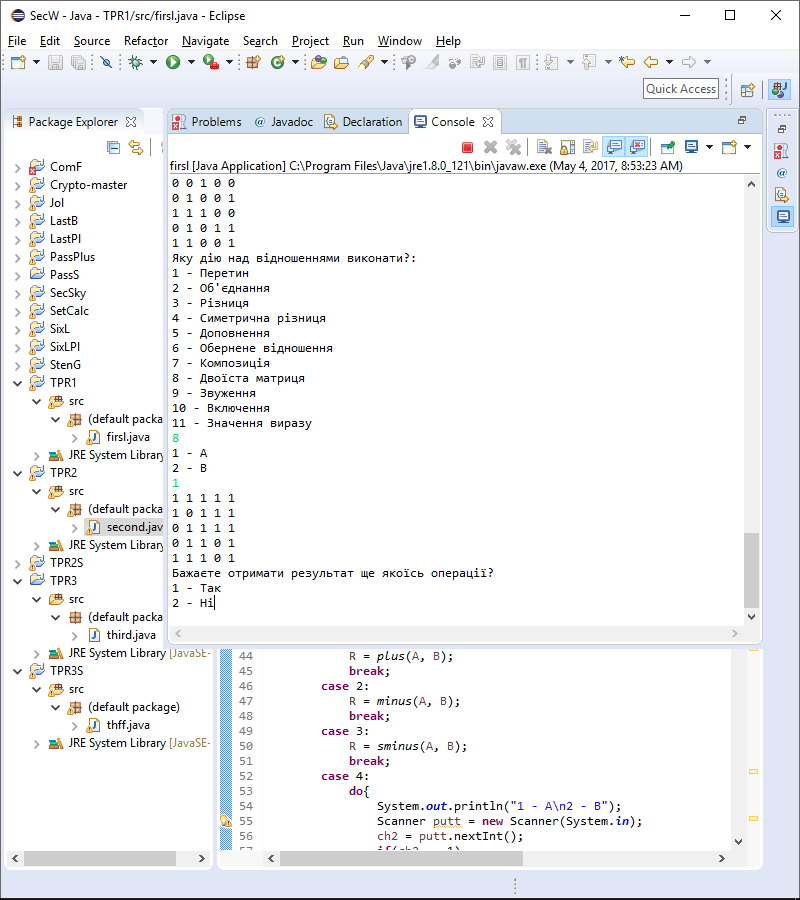 SecW - Java - TPR1/src/firsl.java - Eclipse
File Edit Source Refactor Navigate Search Project Run Window Help
Quick Access
Package Explorer
ComF
Crypto-master
Jol
LastB
LastPl
PassPlus
PassS
SecSky
SetCalc
SixL
SixLPl
StenG
TPR1
src
(default packa
firsl.java
JRE System Library
TPR2
src
(default packa
second.jav
JRE System Library
TPR2S
TPR3
src
(default packa
third.java
JRE System Library [JavaSE-
TPR3S
src
(default package)
thff.java
JRE System Library [JavaSE-
Problems @ Javadoc Declaration Console
firsl [Java Application] C:\Program Files\Java\jre1.8.0_121\bin\javaw.exe (May 4, 2017, 8:53:23 AM)
0 0 1 0 0
0 1 0 0 1
1 1 1 0 0
0 1 0 1 1
1 1 0 0 1
Яку дію над відношеннями виконати?:
1 - Перетин
2 - Об'єднання
3 - Різниця
4 - Симетрична різниця
5 - Доповнення
6 - Обернене відношення
7 - Композиція
8 - Двоїста матриця
9 - Звуження
10 - Включення
11 - Значення виразу
8
1 - A
2 - B
1
1 1 1 1 1
1 0 1 1 1
0 1 1 1 1
0 1 1 0 1
1 1 1 0 1
Бажаєте отримати результат ще якоїсь операції?
1 - Так
2 - Ні
44 R = plus(A, B);
45 break;
46 case 2:
47 R = minus(A, B);
48 break;
49 case 3:
50 R = sminus(A, B);
51 break;
52 case 4:
53 do{
54 System.out.println("1 - A\n2 - B");
55 Scanner putt = new Scanner(System.in);
56 ch2 = putt.nextInt();